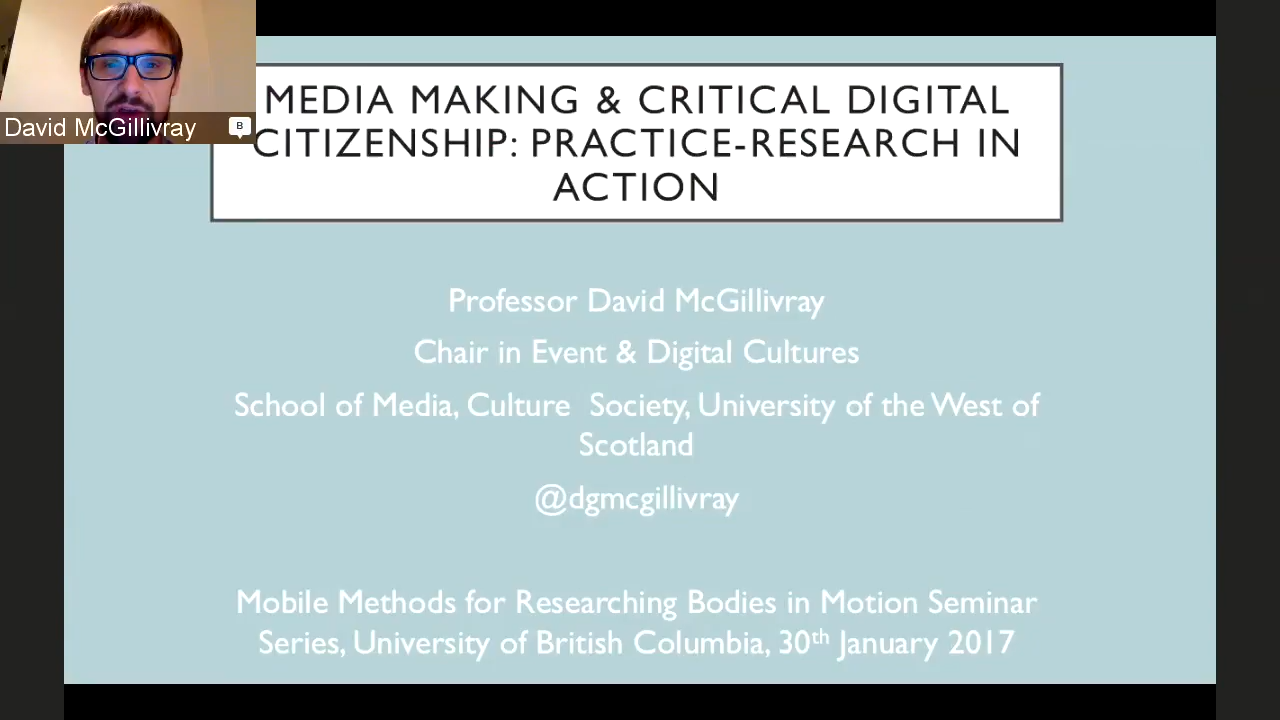 David McGillivray
B
MEDIA MAKING & CRITICAL DIGITAL
CITIZENSHIP: PRACTICE-RESEARCH IN
ACTION
Professor David McGillivray
Chair in Event & Digital Cultures
School of Media, Culture  Society, University of the West of
Scotland
@dgmcgillivray
Mobile Methods for Researching Bodies in Motion Seminar
Series, University of British Columbia, 30th January 2017